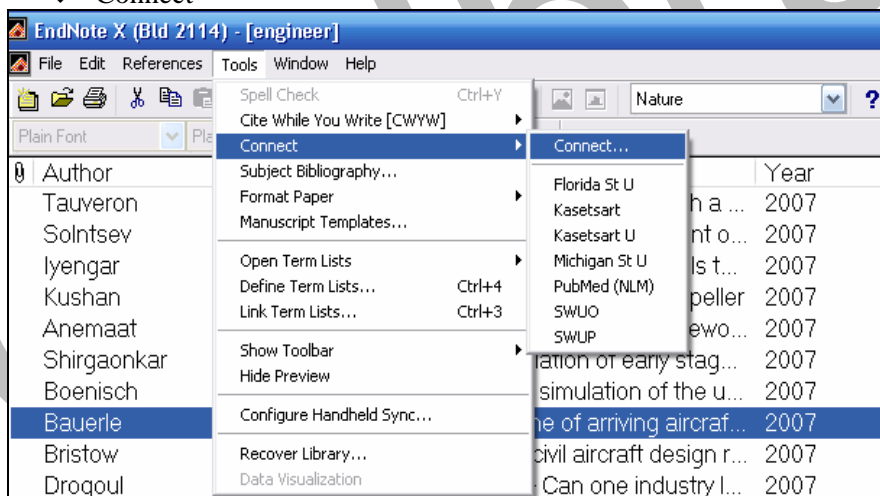 Connect
EndNote X (Bld 2114) - [engineer]
File Edit References Tools Window Help
Nature
?
Plain Font
Spell Check Ctrl+Y
Cite While You Write [CWYW]
Connect
Subject Bibliography...
Format Paper
Manuscript Templates...
Open Term Lists
Define Term Lists... Ctrl+4
Link Term Lists... Ctrl+3
Show Toolbar
Hide Preview
Configure Handheld Sync...
Recover Library...
Data Visualization
Connect...
Florida St U
Kasetsart
Kasetsart U
Michigan St U
PubMed (NLM)
SWUO
SWUP
Author Year
Tauveron h a ... 2007
Solntsev nt o... 2007
Iyengar ls t... 2007
Kushan peller 2007
Anemaat ewo... 2007
Shirgaonkar lation of early stag... 2007
Boenisch simulation of the u... 2007
Bauerle ne of arriving aircraf... 2007
Bristow civil aircraft design r... 2007
Drogoul Can one industry l... 2007